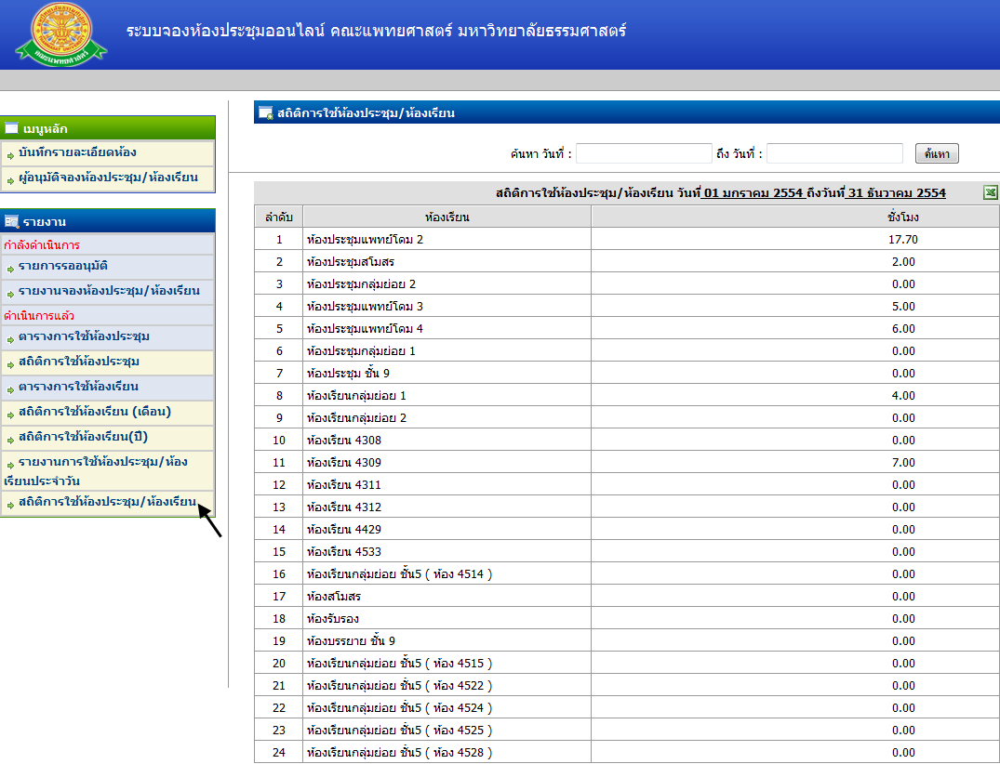 ระบบจองห้องประชุมออนไลน์ คณะแพทยศาสตร์ มหาวิทยาลัยธรรมศาสตร์
คณะแพทยศาสตร์
เมนูหลัก
บันทึกรายละเอียดห้อง
ผู้อนุมัติจองห้องประชุม/ห้องเรียน
รายงาน
กำลังดำเนินการ
รายการรออนุมัติ
รายงานจองห้องประชุม/ห้องเรียน
ดำเนินการแล้ว
ตารางการใช้ห้องประชุม
สถิติการใช้ห้องประชุม
ตารางการใช้ห้องเรียน
สถิติการใช้ห้องเรียน (เดือน)
สถิติการใช้ห้องเรียน(ปี)
รายงานการใช้ห้องประชุม/ห้อง
เรียนประจำวัน
สถิติการใช้ห้องประชุม/ห้องเรียน
สถิติการใช้ห้องประชุม/ห้องเรียน
ค้นหา วันที่ : ถึง วันที่ : ค้นหา
สถิติการใช้ห้องประชุม/ห้องเรียน วันที่ 01 มกราคม 2554 ถึงวันที่ 31 ธันวาคม 2554
ลำดับ ห้องเรียน ชั่วโมง
1 ห้องประชุมแพทย์โดม 2 17.70
2 ห้องประชุมสโมสร 2.00
3 ห้องประชุมกลุ่มย่อย 2 0.00
4 ห้องประชุมแพทย์โดม 3 5.00
5 ห้องประชุมแพทย์โดม 4 6.00
6 ห้องประชุมกลุ่มย่อย 1 0.00
7 ห้องประชุม ชั้น 9 0.00
8 ห้องเรียนกลุ่มย่อย 1 4.00
9 ห้องเรียนกลุ่มย่อย 2 0.00
10 ห้องเรียน 4308 0.00
11 ห้องเรียน 4309 7.00
12 ห้องเรียน 4311 0.00
13 ห้องเรียน 4312 0.00
14 ห้องเรียน 4429 0.00
15 ห้องเรียน 4533 0.00
16 ห้องเรียนกลุ่มย่อย ชั้น5 ( ห้อง 4514 ) 0.00
17 ห้องสโมสร 0.00
18 ห้องรับรอง 0.00
19 ห้องบรรยาย ชั้น 9 0.00
20 ห้องเรียนกลุ่มย่อย ชั้น5 ( ห้อง 4515 ) 0.00
21 ห้องเรียนกลุ่มย่อย ชั้น5 ( ห้อง 4522 ) 0.00
22 ห้องเรียนกลุ่มย่อย ชั้น5 ( ห้อง 4524 ) 0.00
23 ห้องเรียนกลุ่มย่อย ชั้น5 ( ห้อง 4525 ) 0.00
24 ห้องเรียนกลุ่มย่อย ชั้น5 ( ห้อง 4528 ) 0.00